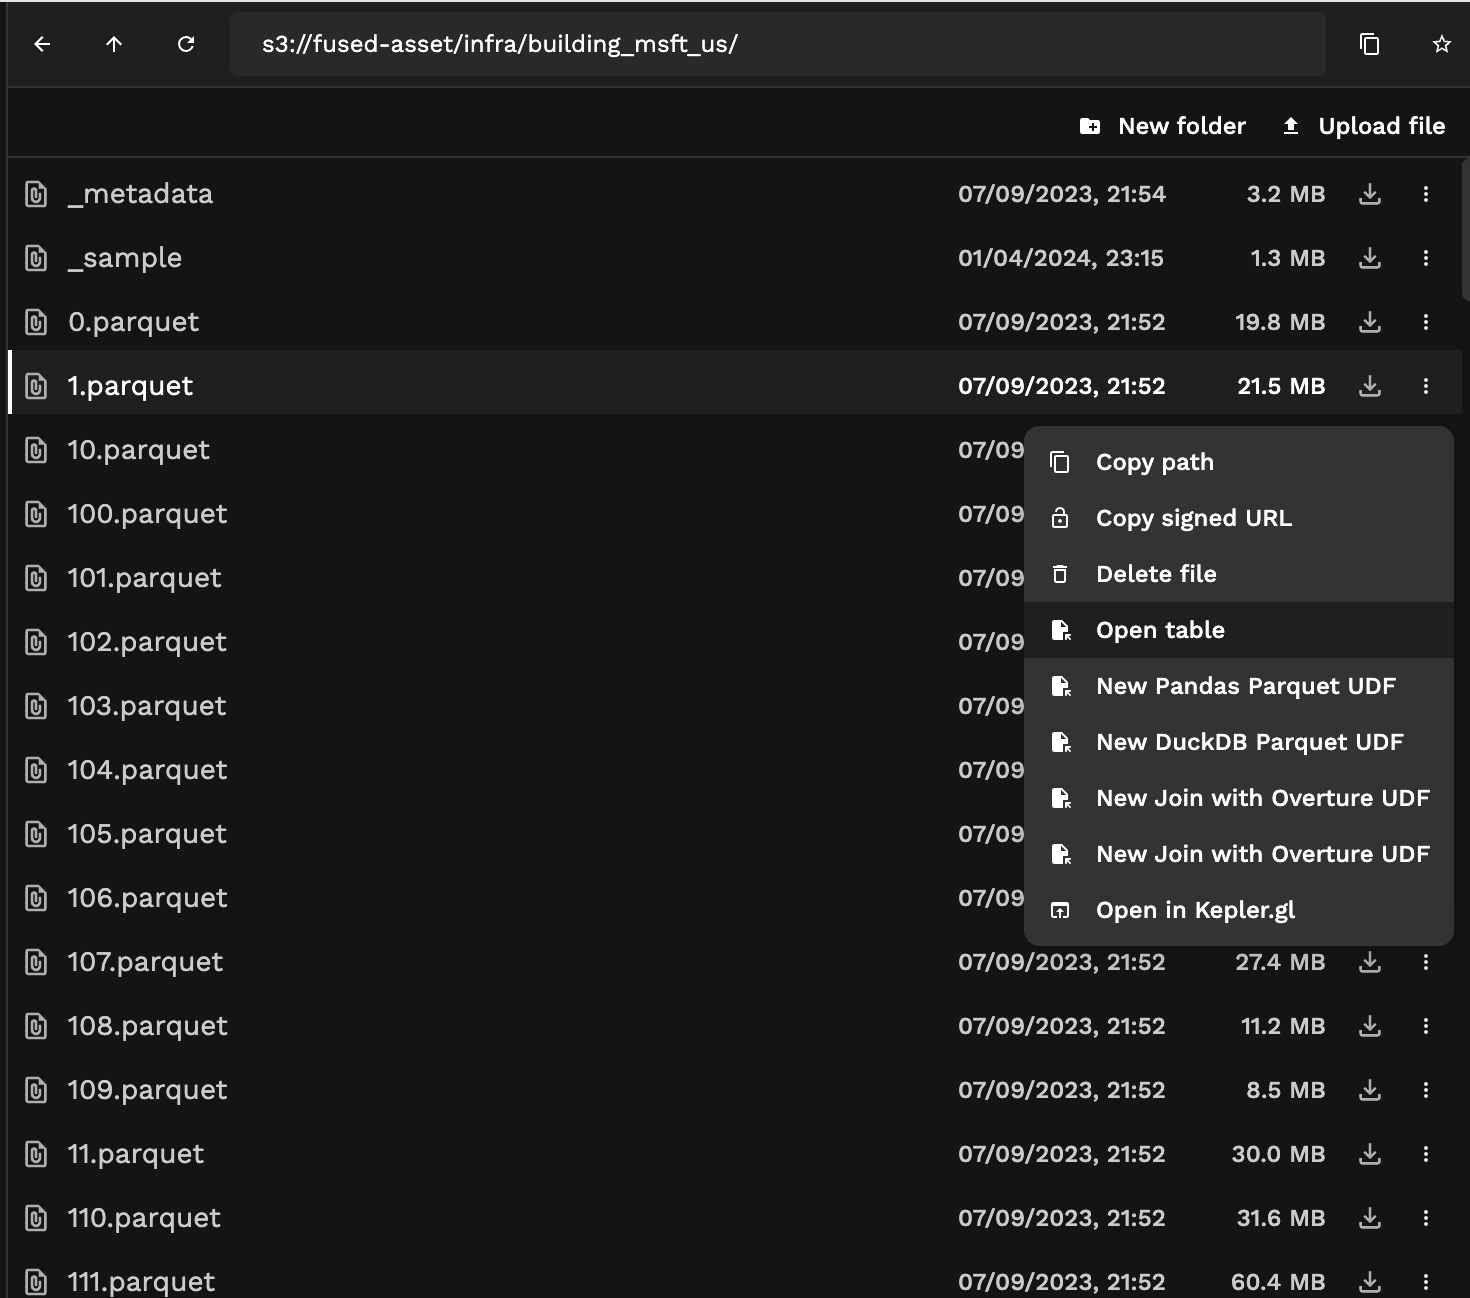 s3://fused-asset/infra/building_msft_us/
New folder Upload file
_metadata 07/09/2023, 21:54 3.2 MB
_sample 01/04/2024, 23:15 1.3 MB
0.parquet 07/09/2023, 21:52 19.8 MB
1.parquet 07/09/2023, 21:52 21.5 MB
10.parquet 07/09
Copy path
100.parquet 07/09
Copy signed URL
101.parquet 07/09
Delete file
102.parquet 07/09
Open table
103.parquet 07/09
New Pandas Parquet UDF
104.parquet 07/09
New DuckDB Parquet UDF
105.parquet 07/09
New Join with Overture UDF
106.parquet 07/09
New Join with Overture UDF
Open in Kepler.gl
107.parquet 07/09/2023, 21:52 27.4 MB
108.parquet 07/09/2023, 21:52 11.2 MB
109.parquet 07/09/2023, 21:52 8.5 MB
11.parquet 07/09/2023, 21:52 30.0 MB
110.parquet 07/09/2023, 21:52 31.6 MB
111.parquet 07/09/2023, 21:52 60.4 MB